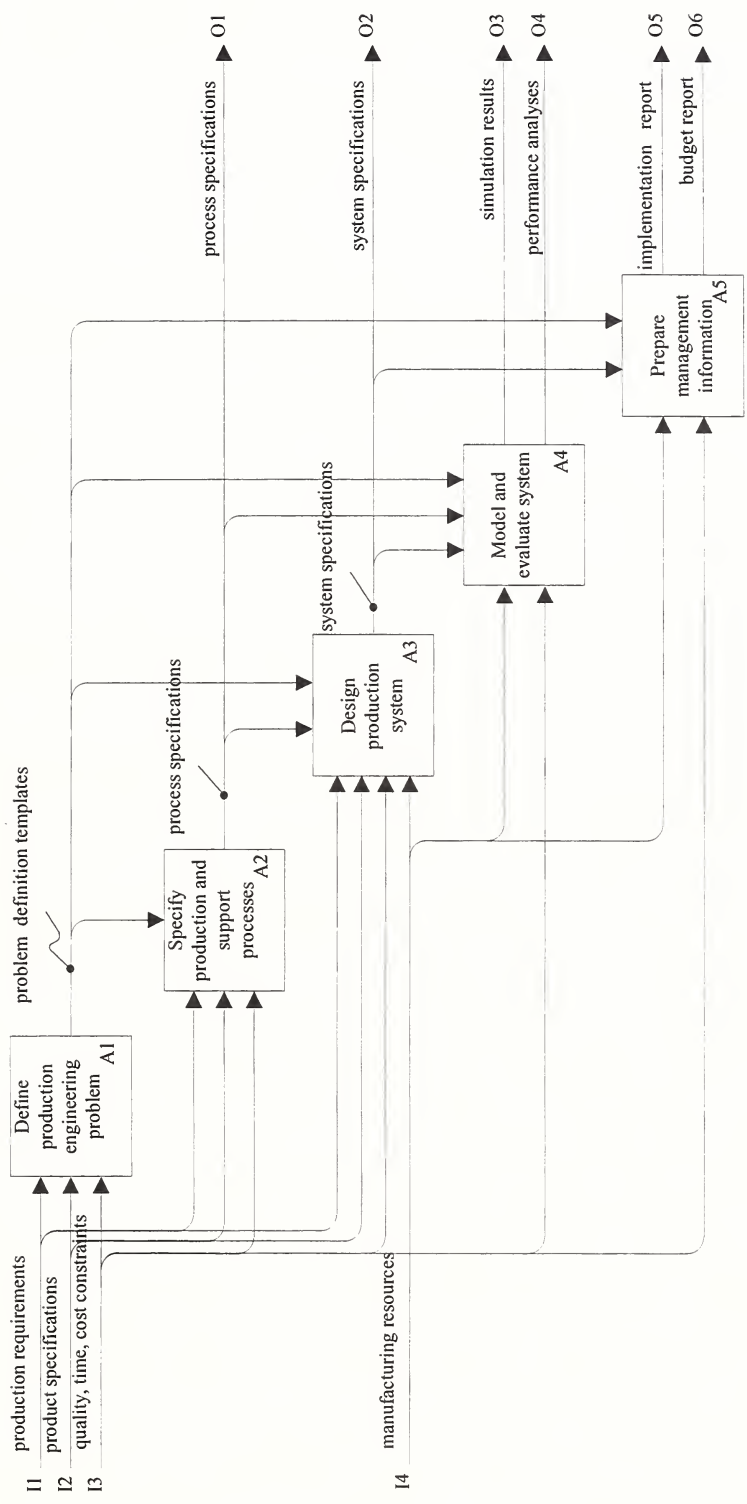 I1
production requirements
I2
product specifications
I3
quality, time, cost constraints
I4
manufacturing resources
Define
production
engineering
problem
A1
problem definition templates
Specify
production and
support
processes
A2
process specifications
Design
production
system
A3
system specifications
Model and
evaluate system
A4
Prepare
management
information
A5
process specifications
O1
system specifications
O2
simulation results
O3
performance analyses
O4
implementation report
O5
budget report
O6